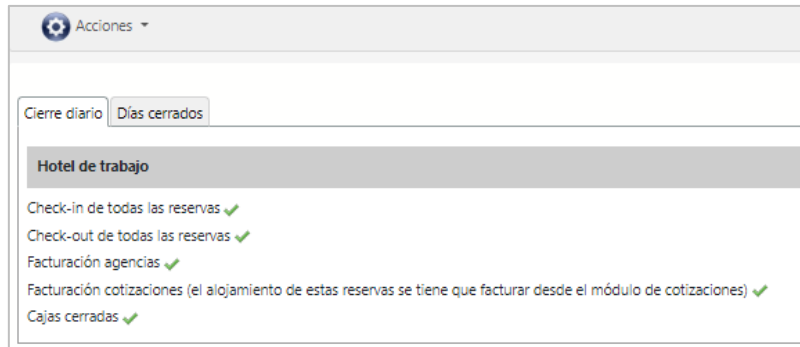 Acciones
Cierre diario Días cerrados
Hotel de trabajo
Check-in de todas las reservas
Check-out de todas las reservas
Facturación agencias
Facturación cotizaciones (el alojamiento de estas reservas se tiene que facturar desde el módulo de cotizaciones)
Cajas cerradas